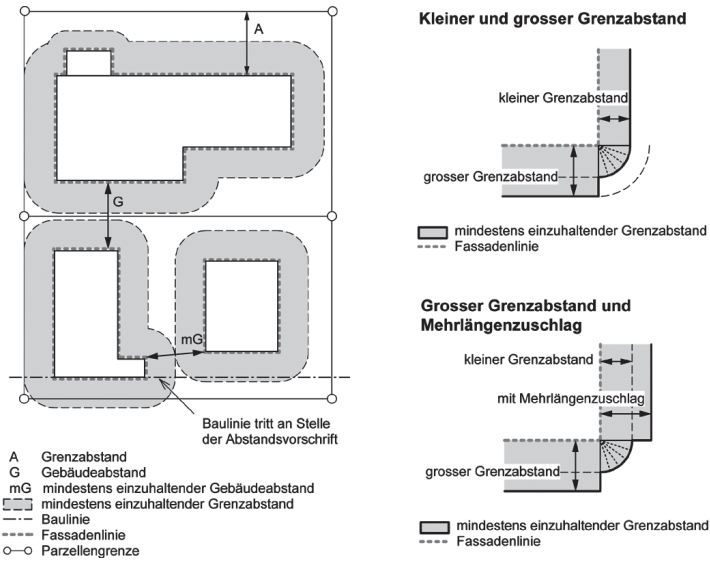 A
G
mG
Baulinie tritt an Stelle
der Abstandsvorschrift
A Grenzabstand
G Gebäudeabstand
mG mindestens einzuhaltender Gebäudeabstand
mindestens einzuhaltender Grenzabstand
Baulinie
Fassadenlinie
Parzellengrenze
Kleiner und grosser Grenzabstand
kleiner Grenzabstand
grosser Grenzabstand
mindestens einzuhaltender Grenzabstand
Fassadenlinie
Grosser Grenzabstand und
Mehrlängenzuschlag
kleiner Grenzabstand
mit Mehrlängenzuschlag
grosser Grenzabstand
mindestens einzuhaltender Grenzabstand
Fassadenlinie